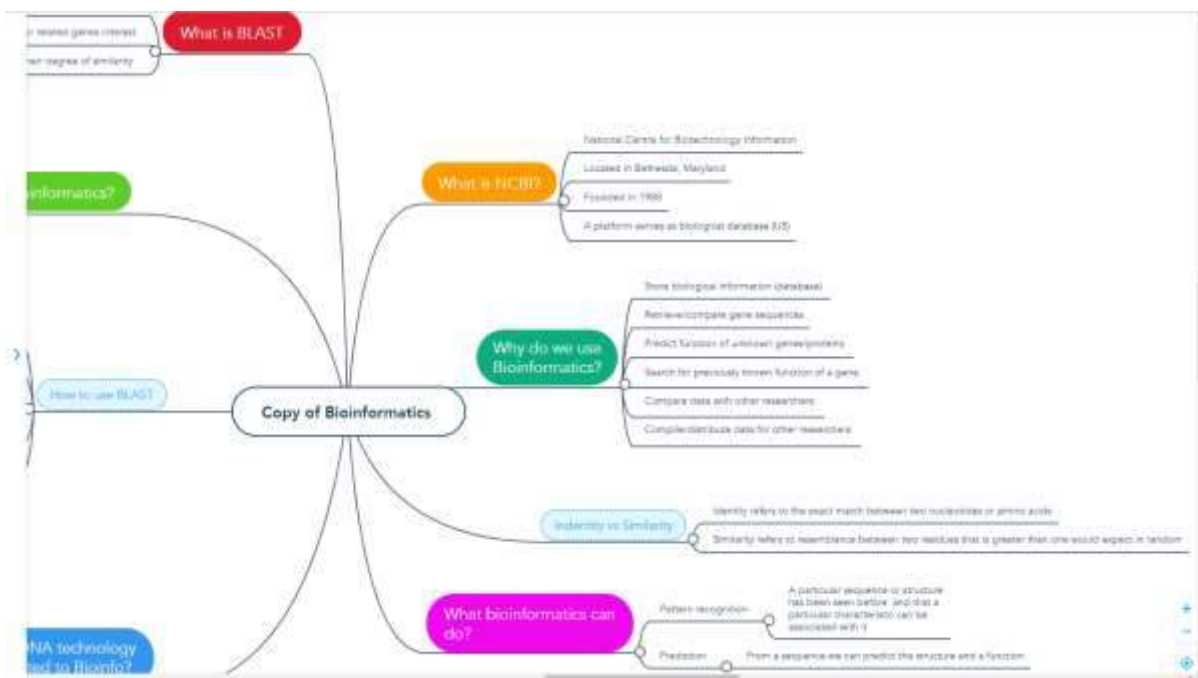 r related genes interest
heir degree of similarity
What is BLAST
informatics?
How to use BLAST
NA technology
ted to Bioinfo?
Copy of Bioinformatics
What is NCBI?
National Centre for Biotechnology Information
Located in Bethesda, Maryland
Founded in 1988
A platform serves as biological database (US)
Why do we use
Bioinformatics?
Store biological information (database)
Retrieve/compare gene sequences
Predict function of unknown genes/proteins
Search for previously known function of a gene
Compare data with other researchers
Compile/distribute data for other researchers
Indentity vs Similarity
Identity refers to the exact match between two nucleotides or amino acids
Similarity refers to resemblance between two residues that is greater than one would expect in random
What bioinformatics can
do?
Pattern recognition
A particular sequence or structure
has been seen before, and that a
particular characteristic can be
associated with it
Prediction
From a sequence we can predict the structure and a function